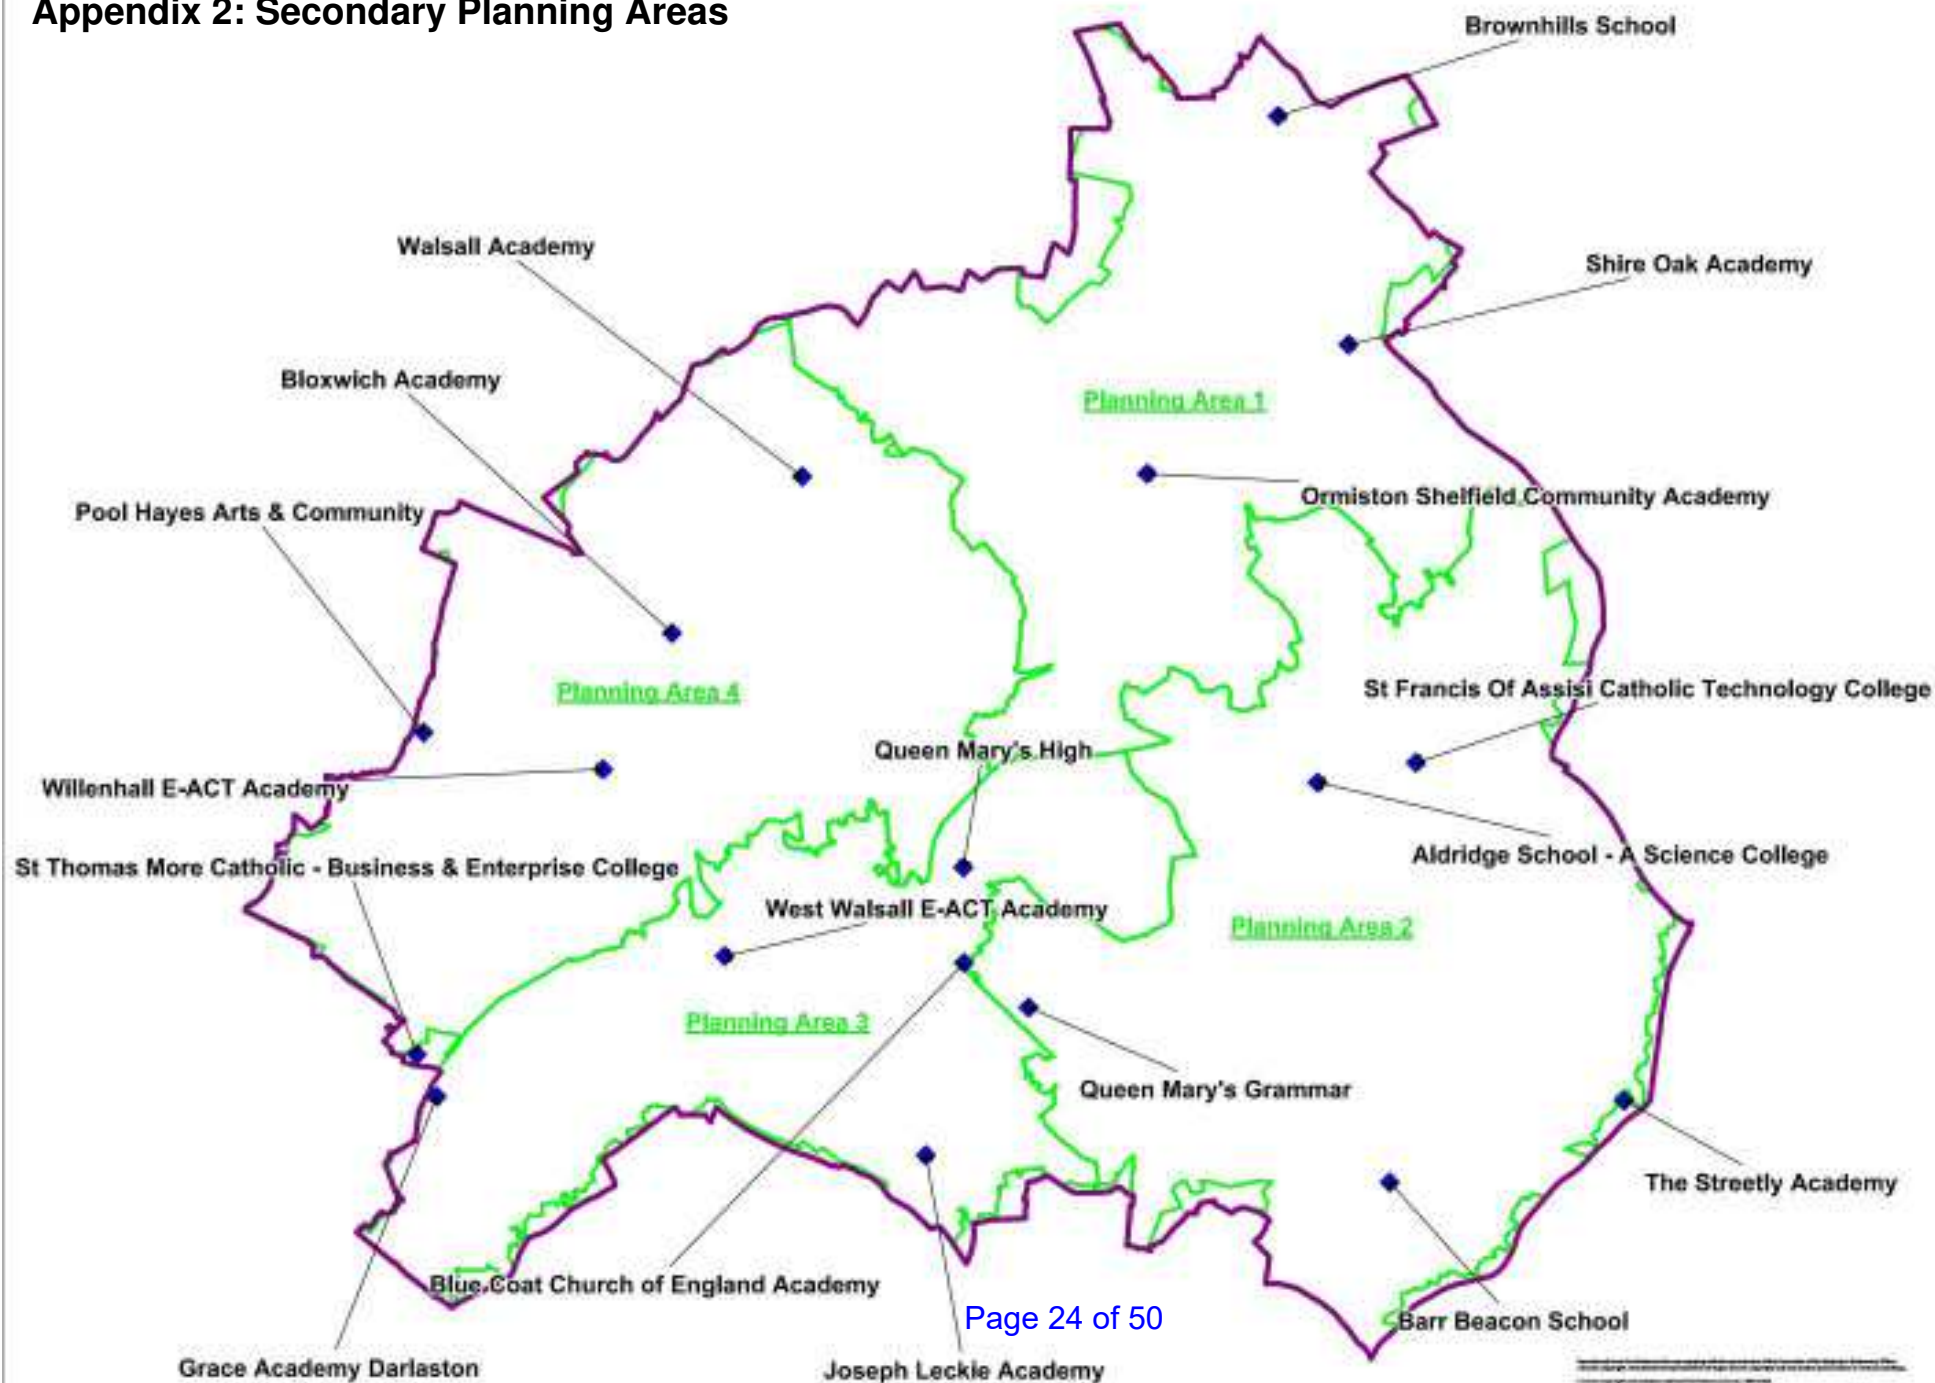 Appendix 2: Secondary Planning Areas
Brownhills School
Walsall Academy
Shire Oak Academy
Bloxwich Academy
Planning Area 1
Ormiston Shelfield Community Academy
Pool Hayes Arts & Community
St Francis Of Assisi Catholic Technology College
Planning Area 4
Queen Mary's High
Willenhall E-ACT Academy
Aldridge School - A Science College
St Thomas More Catholic - Business & Enterprise College
West Walsall E-ACT Academy
Planning Area 2
Planning Area 3
Queen Mary's Grammar
The Streetly Academy
Blue Coat Church of England Academy
Page 24 of 50
Barr Beacon School
Grace Academy Darlaston
Joseph Leckie Academy